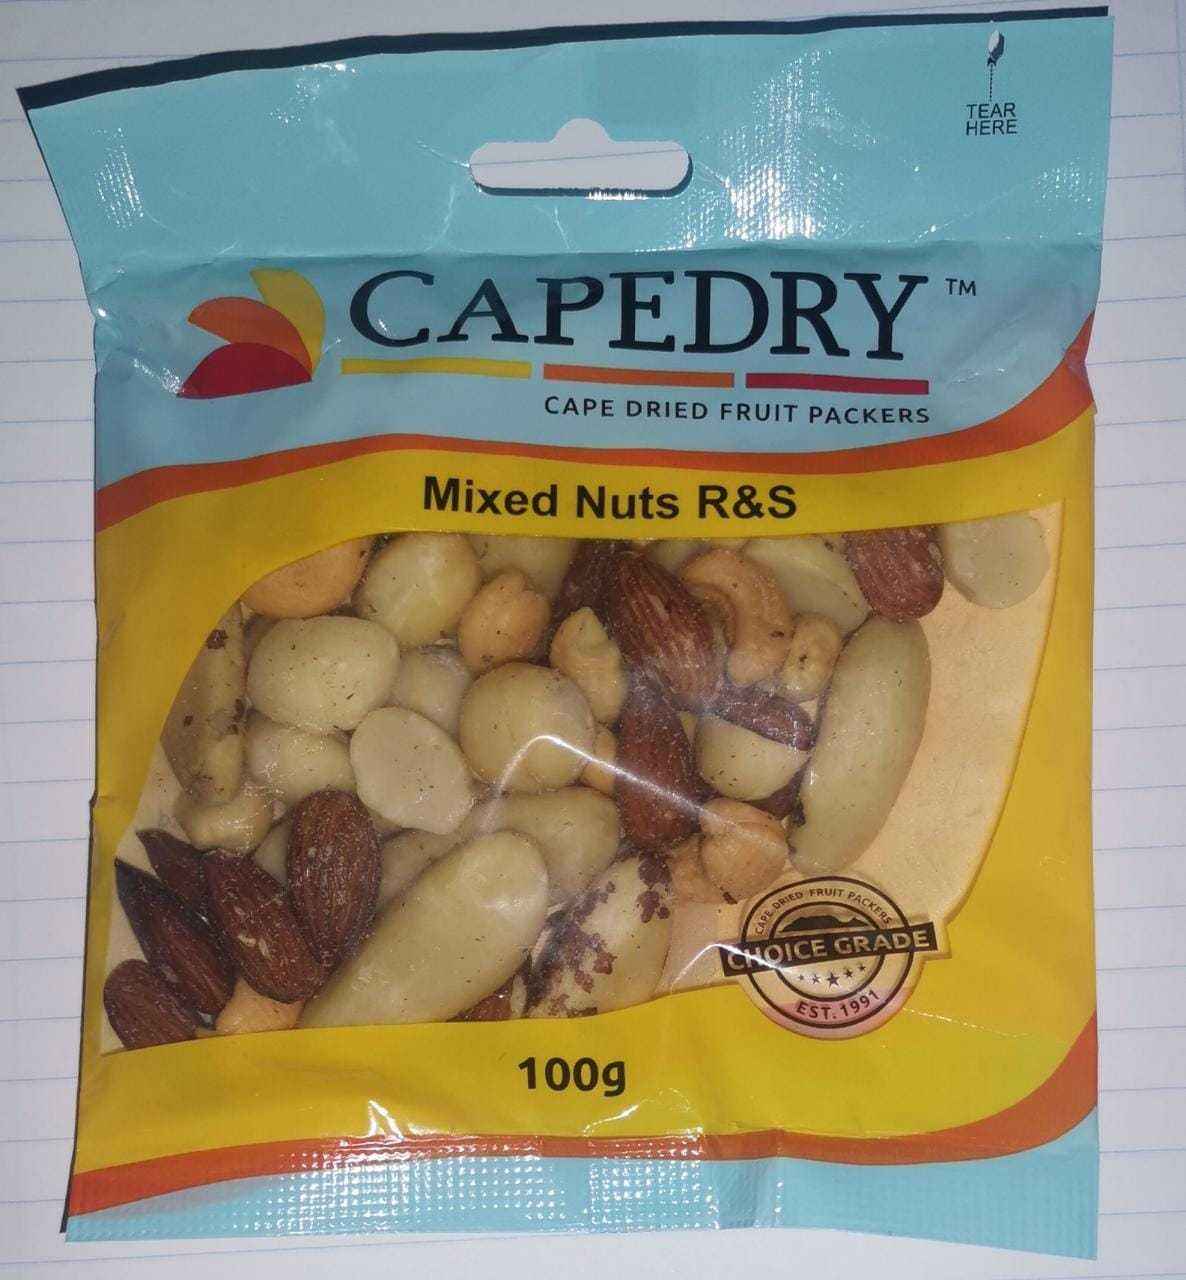 TEAR
HERE
CAPEDRY™
CAPE DRIED FRUIT PACKERS
Mixed Nuts R&S
CAPE DRIED FRUIT PACKERS
CHOICE GRADE
EST. 1991
100g